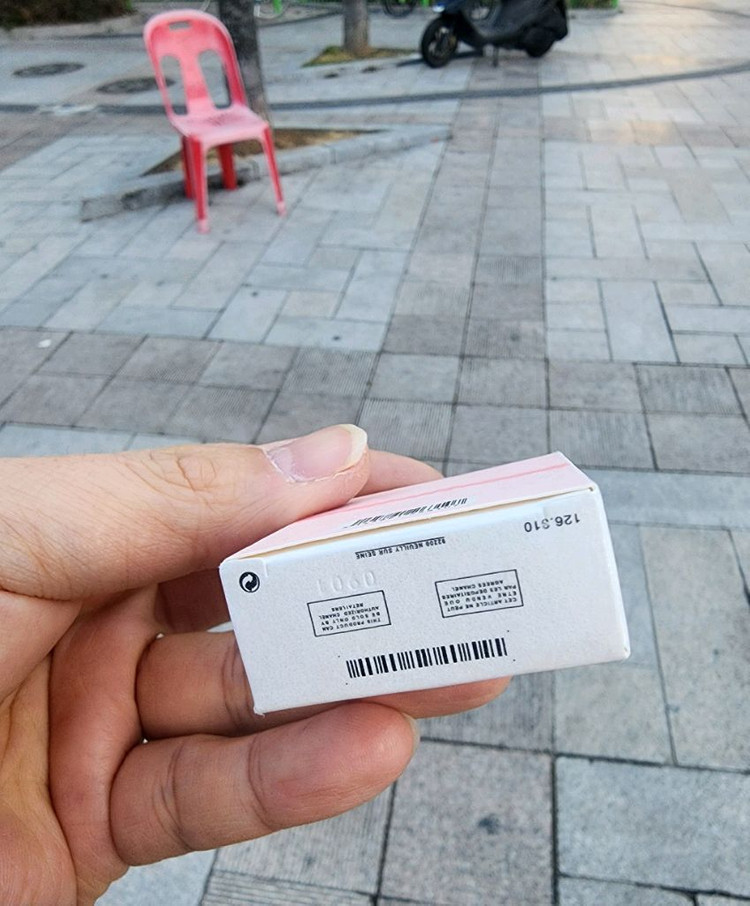 126.310
92200 NEUILLY SUR SEINE
CET ARTICLE NE PEUT
ETRE VENDU QUE
PAR LES DEPOSITAIRES
AGREES CHANEL
THIS PRODUCT CAN
BE SOLD ONLY BY
AUTHORIZED CHANEL
RETAILERS